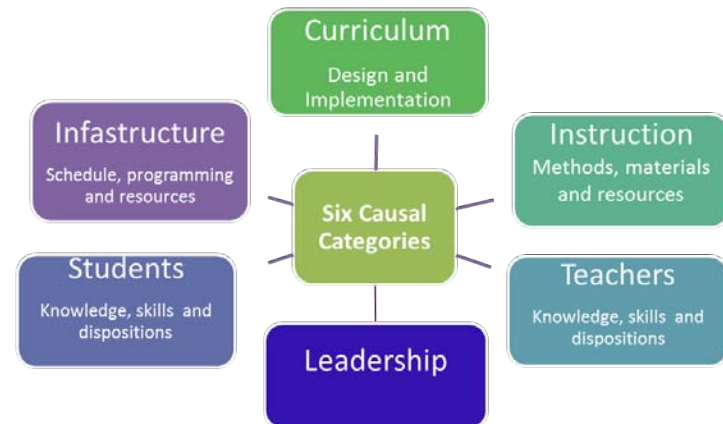 Curriculum
Design and
Implementation
Infastructure
Schedule, programming
and resources
Instruction
Methods, materials
and resources
Six Causal
Categories
Students
Knowledge, skills and
dispositions
Teachers
Knowledge, skills and
dispositions
Leadership